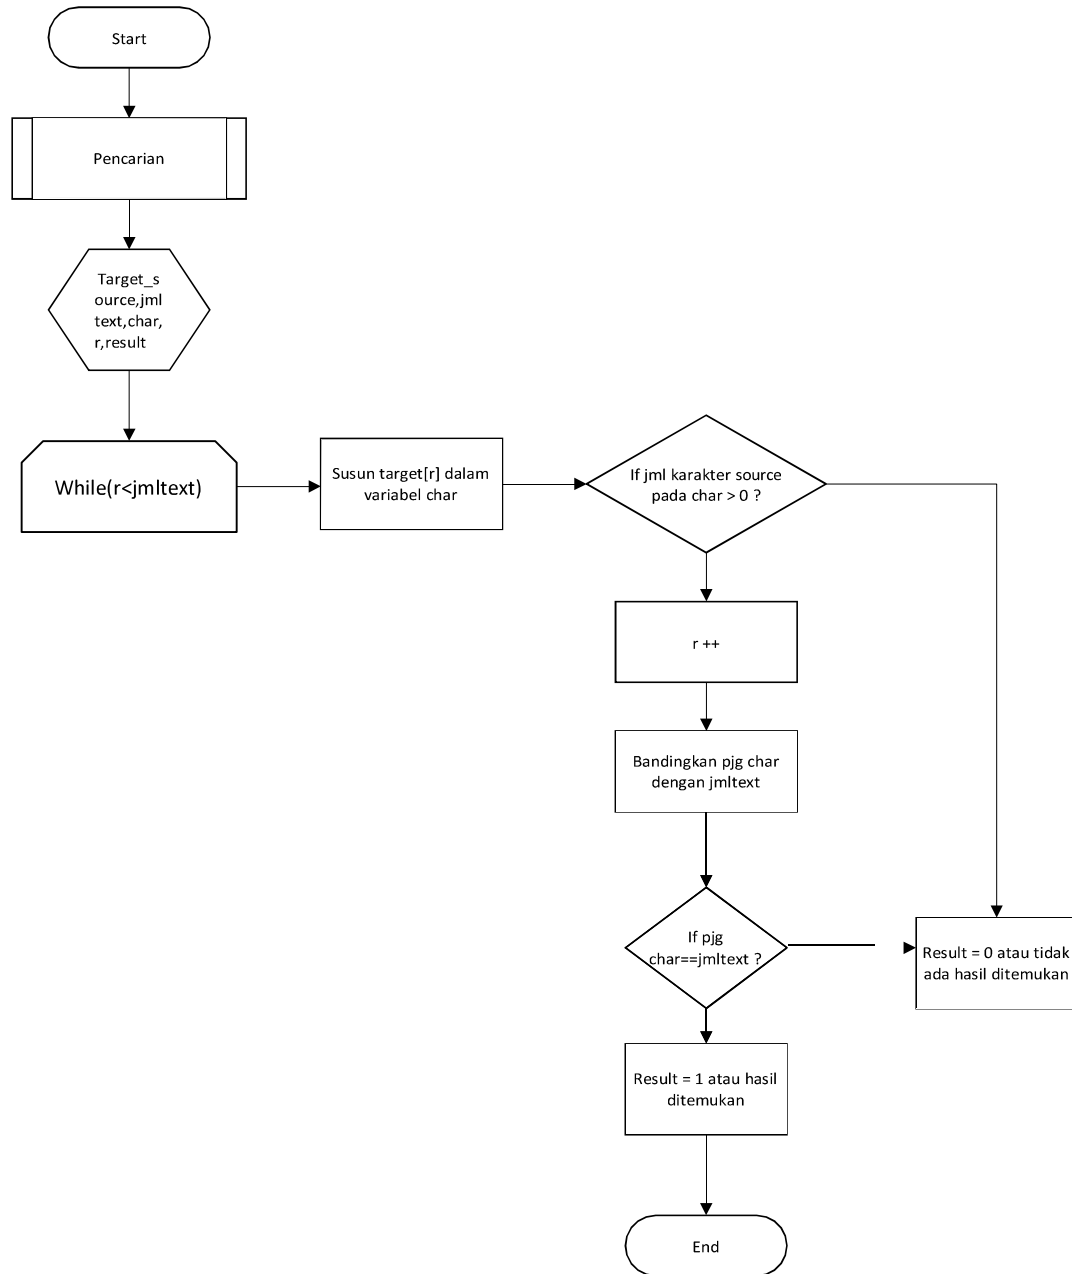 Start
Pencarian
Target_s
ource,jml
text,char,
r,result
While(r<jmltext)
Susun target[r] dalam
variabel char
If jml karakter source
pada char > 0 ?
r ++
Bandingkan pjg char
dengan jmltext
If pjg
char==jmltext ?
Result = 0 atau tidak
ada hasil ditemukan
Result = 1 atau hasil
ditemukan
End